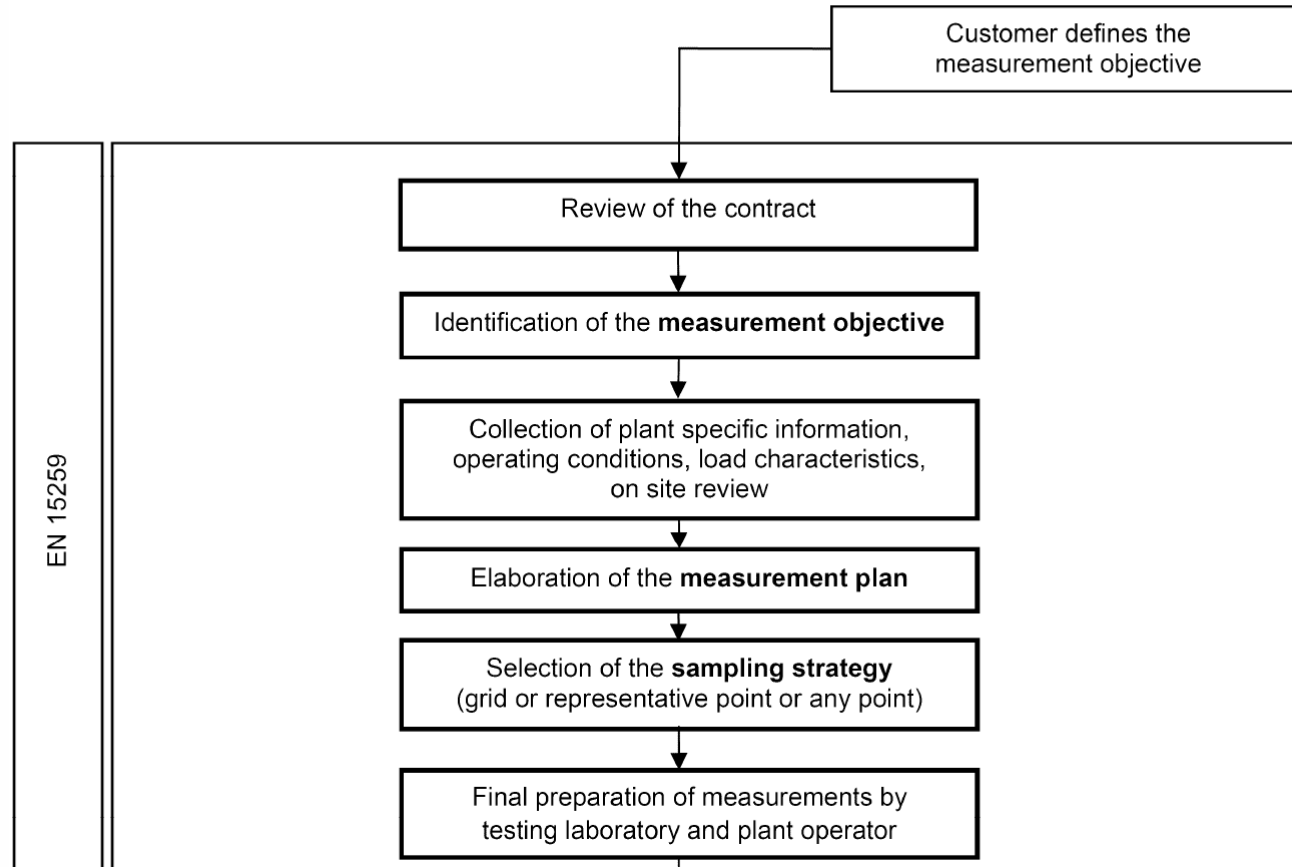 Customer defines the
measurement objective
Review of the contract
Identification of the measurement objective
Collection of plant specific information,
operating conditions, load characteristics,
on site review
EN 15259
Elaboration of the measurement plan
Selection of the sampling strategy
(grid or representative point or any point)
Final preparation of measurements by
testing laboratory and plant operator